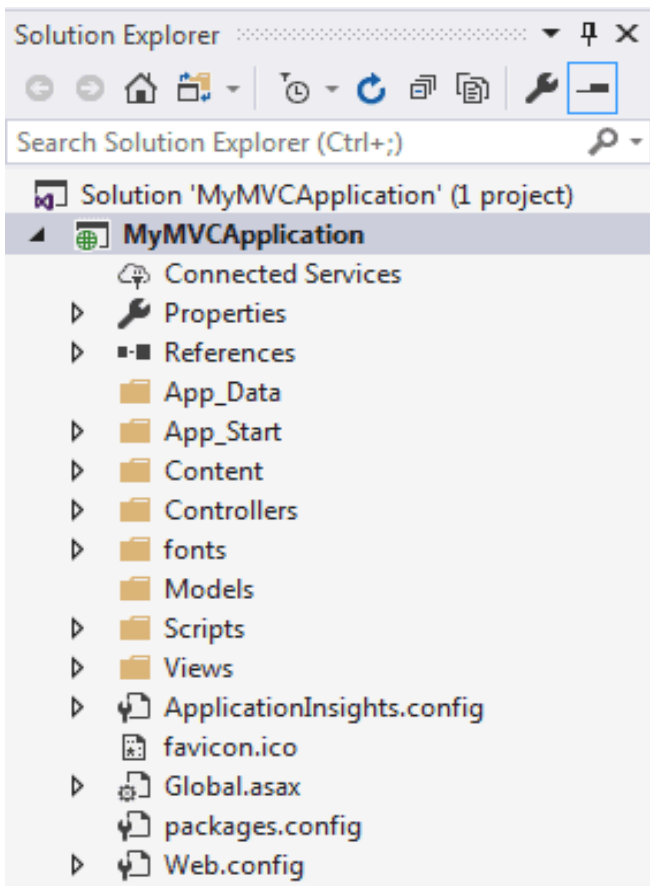 Solution Explorer
Search Solution Explorer (Ctrl+;)
Solution 'MyMVCApplication' (1 project)
MyMVCApplication
Connected Services
Properties
References
App_Data
App_Start
Content
Controllers
fonts
Models
Scripts
Views
ApplicationInsights.config
favicon.ico
Global.asax
packages.config
Web.config